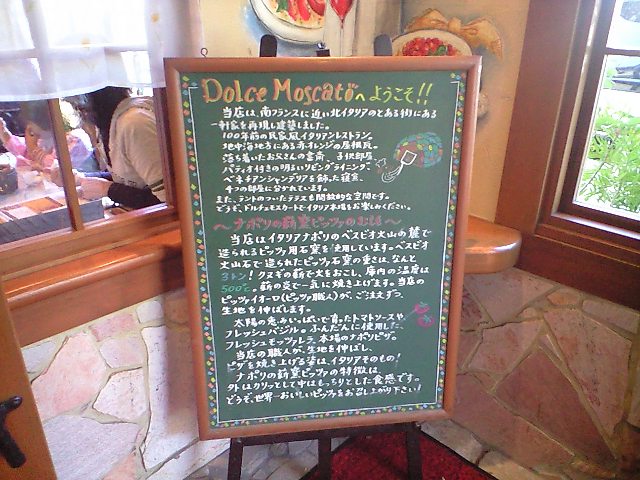 Dolce Moscatoへようこそ!!
当店は、南フランスに近い北イタリアのとある街にある
一軒家を再現し建築しました。
100年前の民家風イタリアンレストラン。
地中海地方にある赤オレンジの屋根瓦、
落ち着いたお父さんの書斎、子供部屋、
パティオ付きの明るいリビングダイニング、
ベネチアンシャンデリアを飾った寝室、
4つの部屋に分かれています。
また、テントのついたテラスも開放的な空間です。
どうぞ、ドルチェモスカートでイタリア本場をお楽しみください。
～ナポリの薪窯ピッツァのお話～
当店はイタリアナポリのベスビオ火山の麓で
造られるピッツァ用石窯を使用しています。ベスビオ
火山石で造られたピッツァ石窯の重さは、なんと
3トン!クヌギの薪で火をおこし、庫内の温度は
500℃。薪の炎で一気に焼き上げます。当店の
ピッツァイオーロ(ピッツァ職人)が、ご注文ずつ、
生地を伸ばします。
太陽の恵みいっぱいで育ったトマトソースや
フレッシュバジル。ふんだんに使用した、
フレッシュモッツァレラ。本場のナポリピザ。
当店の職人が、生地を伸ばし、
ピザを焼き上げる姿は、イタリアそのもの!
ナポリの薪窯ピッツァの特徴は
外はカリッとして中はもっちりとした食感です。
どうぞ、世界一おいしいピッツァをお召し上がり下さい!